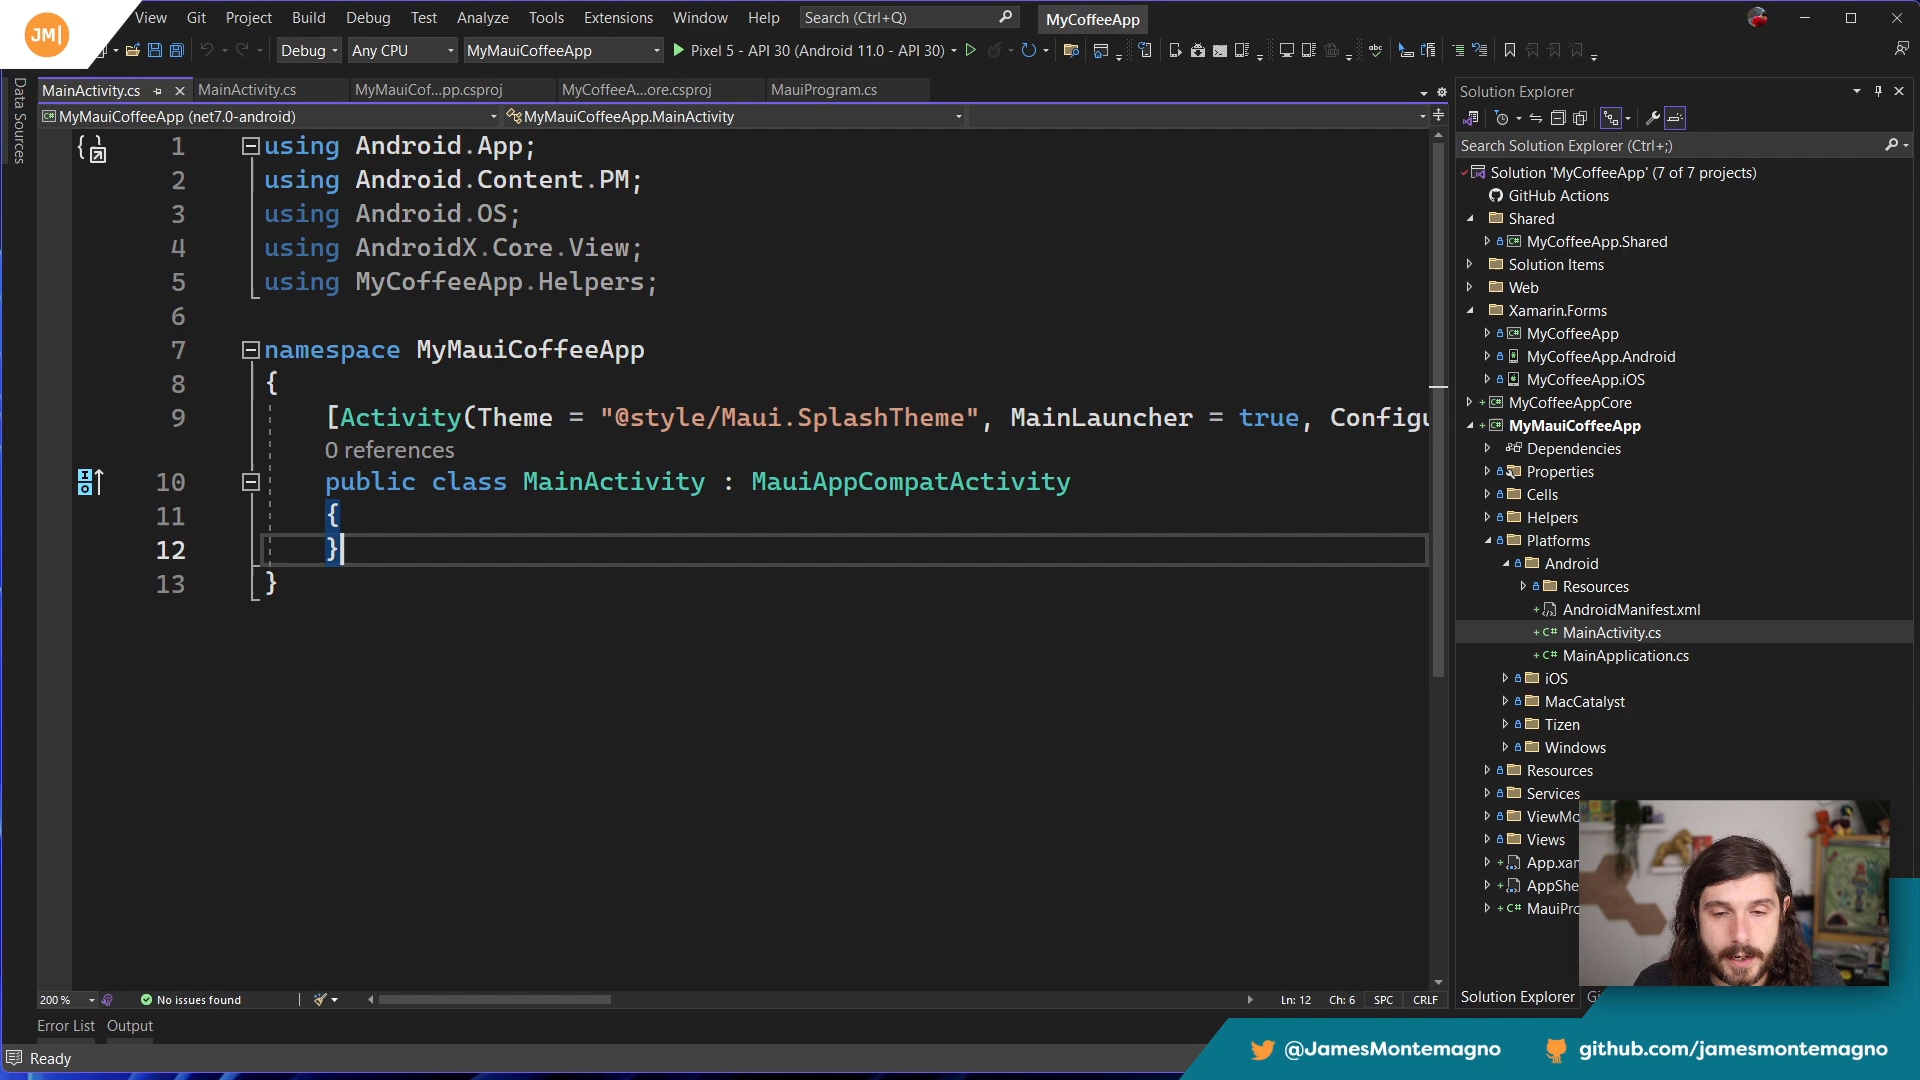 JM|
View Git Project Build Debug Test Analyze Tools Extensions Window Help Search (Ctrl+Q) MyCoffeeApp
Debug Any CPU MyMauiCoffeeApp Pixel 5 - API 30 (Android 11.0 - API 30)
Data Sources
MainActivity.cs MainActivity.cs MyMauiCof...pp.csproj MyCoffeeA...ore.csproj MauiProgram.cs
MyMauiCoffeeApp (net7.0-android) MyMauiCoffeeApp.MainActivity
1 using Android.App;
2 using Android.Content.PM;
3 using Android.OS;
4 using AndroidX.Core.View;
5 using MyCoffeeApp.Helpers;
6
7 namespace MyMauiCoffeeApp
8 {
9 [Activity(Theme = "@style/Maui.SplashTheme", MainLauncher = true, Configu
0 references
10 public class MainActivity : MauiAppCompatActivity
11 {
12 }
13 }
200 % No issues found Ln: 12 Ch: 6 SPC CRLF
Error List Output
Ready
Solution Explorer
Search Solution Explorer (Ctrl+;)
Solution 'MyCoffeeApp' (7 of 7 projects)
GitHub Actions
Shared
MyCoffeeApp.Shared
Solution Items
Web
Xamarin.Forms
MyCoffeeApp
MyCoffeeApp.Android
MyCoffeeApp.iOS
MyCoffeeAppCore
MyMauiCoffeeApp
Dependencies
Properties
Cells
Helpers
Platforms
Android
Resources
AndroidManifest.xml
MainActivity.cs
MainApplication.cs
iOS
MacCatalyst
Tizen
Windows
Resources
Services
ViewMo
Views
App.xan
AppShe
MauiPro
Solution Explorer Gi
@JamesMontemagno github.com/jamesmontemagno